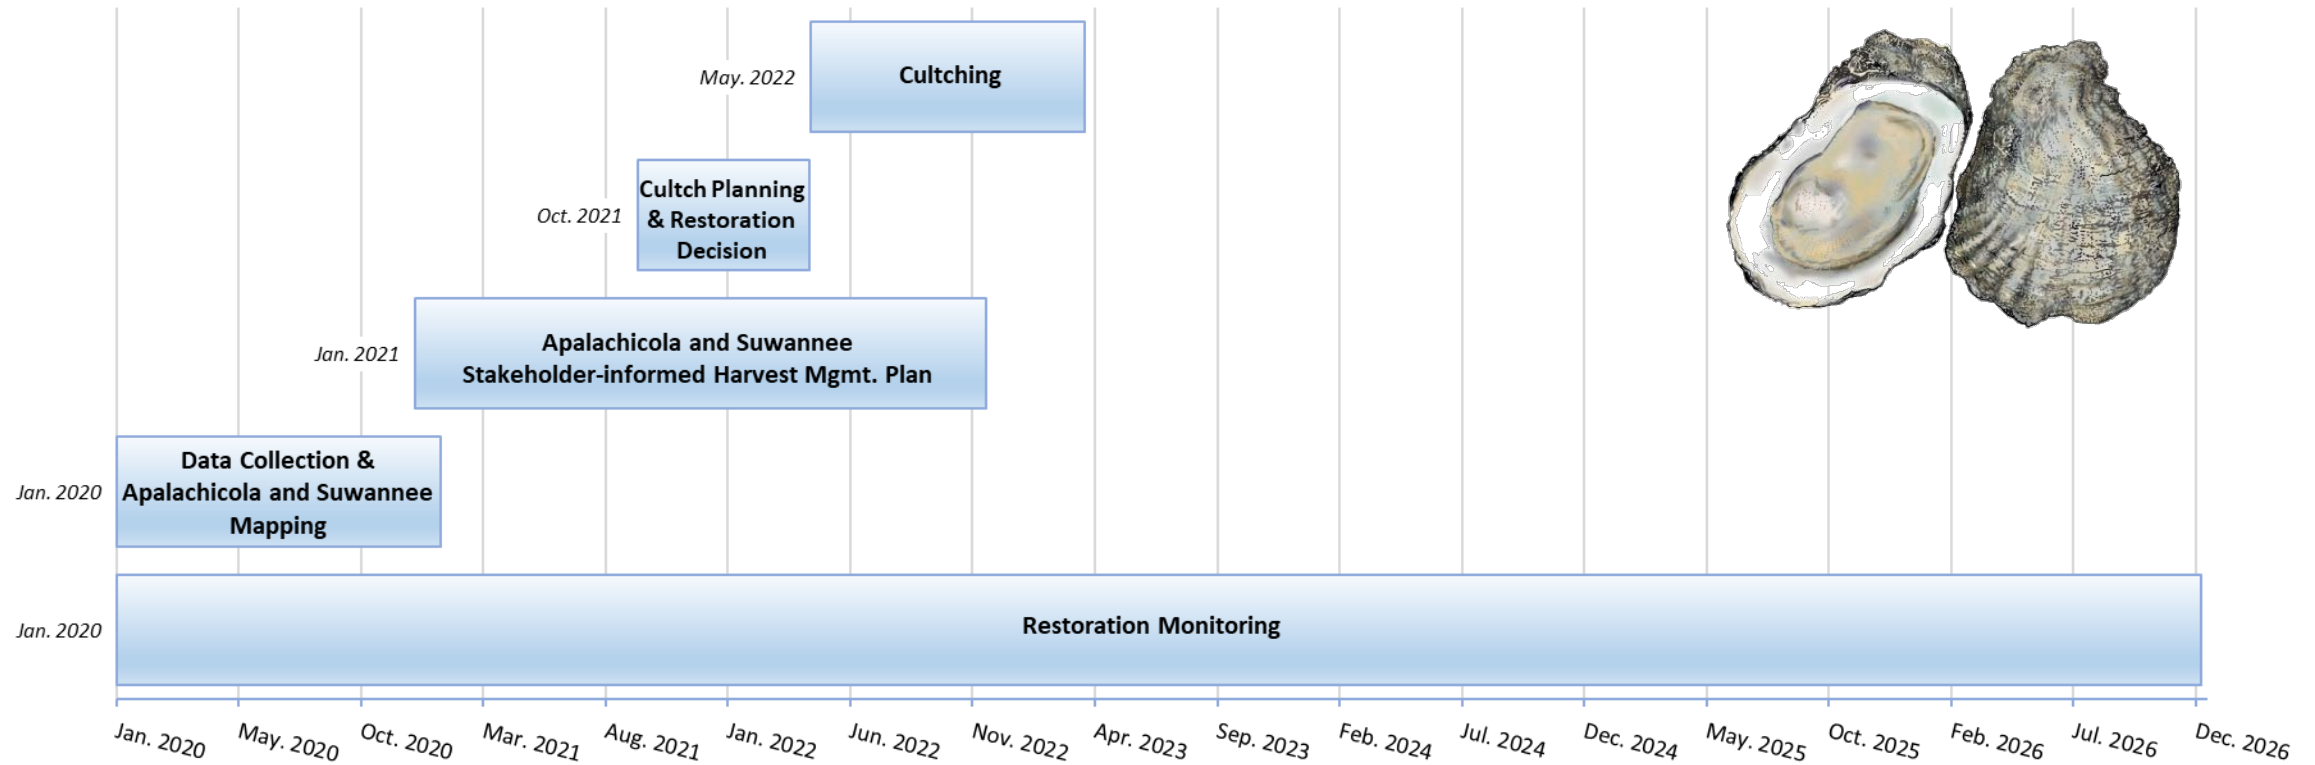 May. 2022
Cultching
Oct. 2021
Cultch Planning
& Restoration
Decision
Jan. 2021
Apalachicola and Suwannee
Stakeholder-informed Harvest Mgmt. Plan
Jan. 2020
Data Collection &
Apalachicola and Suwannee
Mapping
Jan. 2020
Restoration Monitoring
Jan. 2020
May. 2020
Oct. 2020
Mar. 2021
Aug. 2021
Jan. 2022
Jun. 2022
Nov. 2022
Apr. 2023
Sep. 2023
Feb. 2024
Jul. 2024
Dec. 2024
May. 2025
Oct. 2025
Feb. 2026
Jul. 2026
Dec. 2026